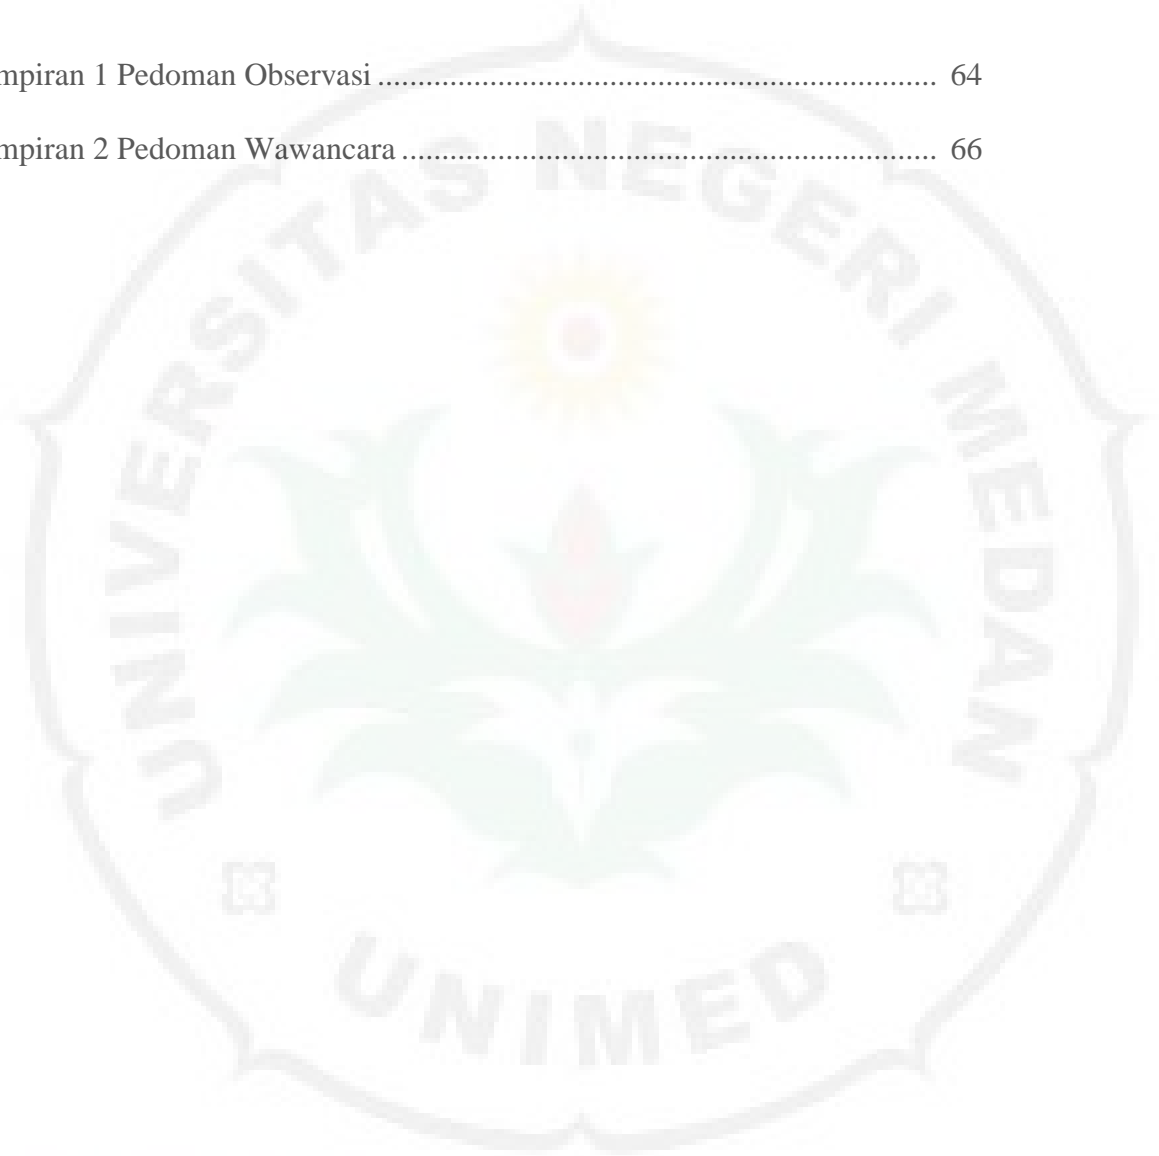 mpiran 1 Pedoman Observasi ...................................................................... 64
mpiran 2 Pedoman Wawancara ................................................................... 66
UNIVERSITAS NEGERI MEDAN
UNIMED